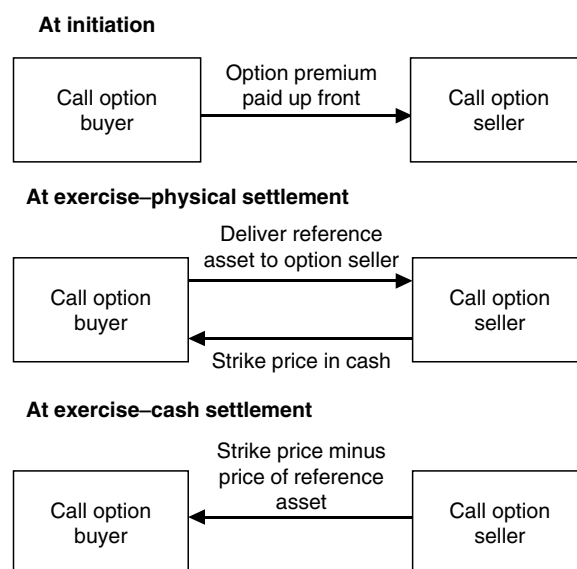 At initiation
Call option
buyer
Option premium
paid up front
Call option
seller
At exercise–physical settlement
Deliver reference
asset to option seller
Call option
buyer
Call option
seller
Strike price in cash
At exercise–cash settlement
Strike price minus
price of reference
asset
Call option
buyer
Call option
seller